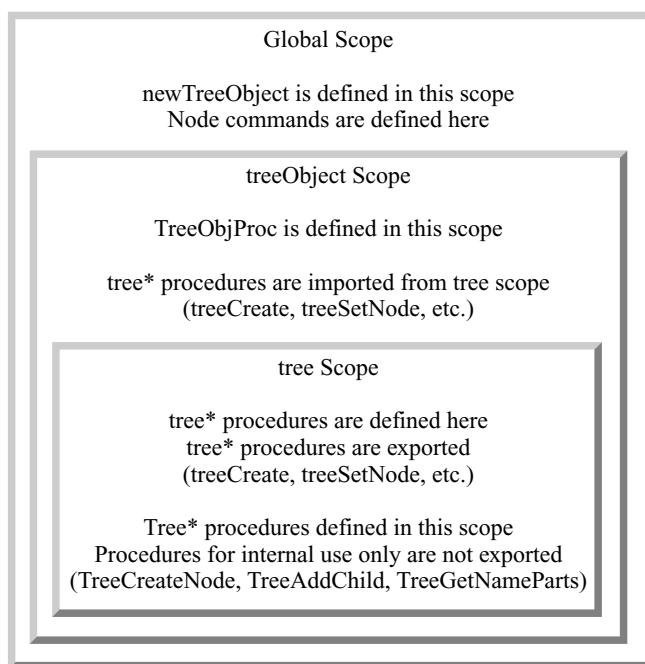 Global Scope
newTreeObject is defined in this scope
Node commands are defined here
treeObject Scope
TreeObjProc is defined in this scope
tree* procedures are imported from tree scope
(treeCreate, treeSetNode, etc.)
tree Scope
tree* procedures are defined here
tree* procedures are exported
(treeCreate, treeSetNode, etc.)
Tree* procedures defined in this scope
Procedures for internal use only are not exported
(TreeCreateNode, TreeAddChild, TreeGetNameParts)